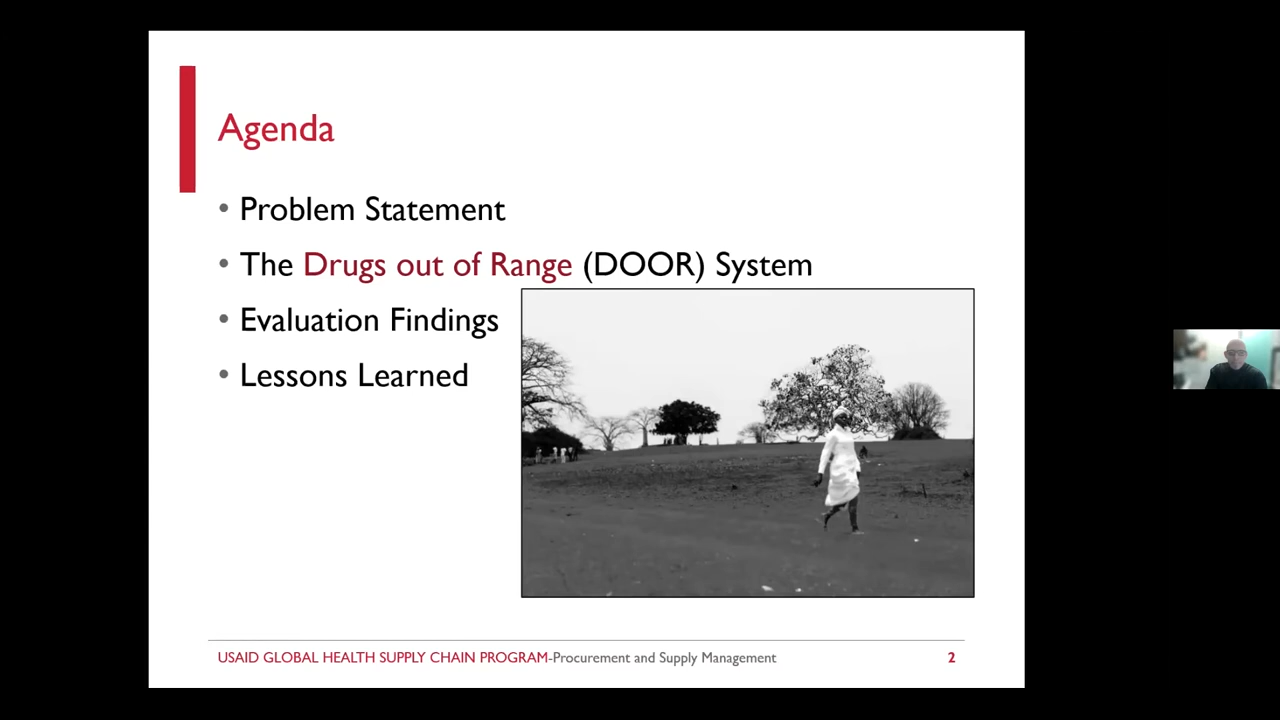 Agenda
• Problem Statement
• The Drugs out of Range (DOOR) System
• Evaluation Findings
• Lessons Learned
USAID GLOBAL HEALTH SUPPLY CHAIN PROGRAM-Procurement and Supply Management 2